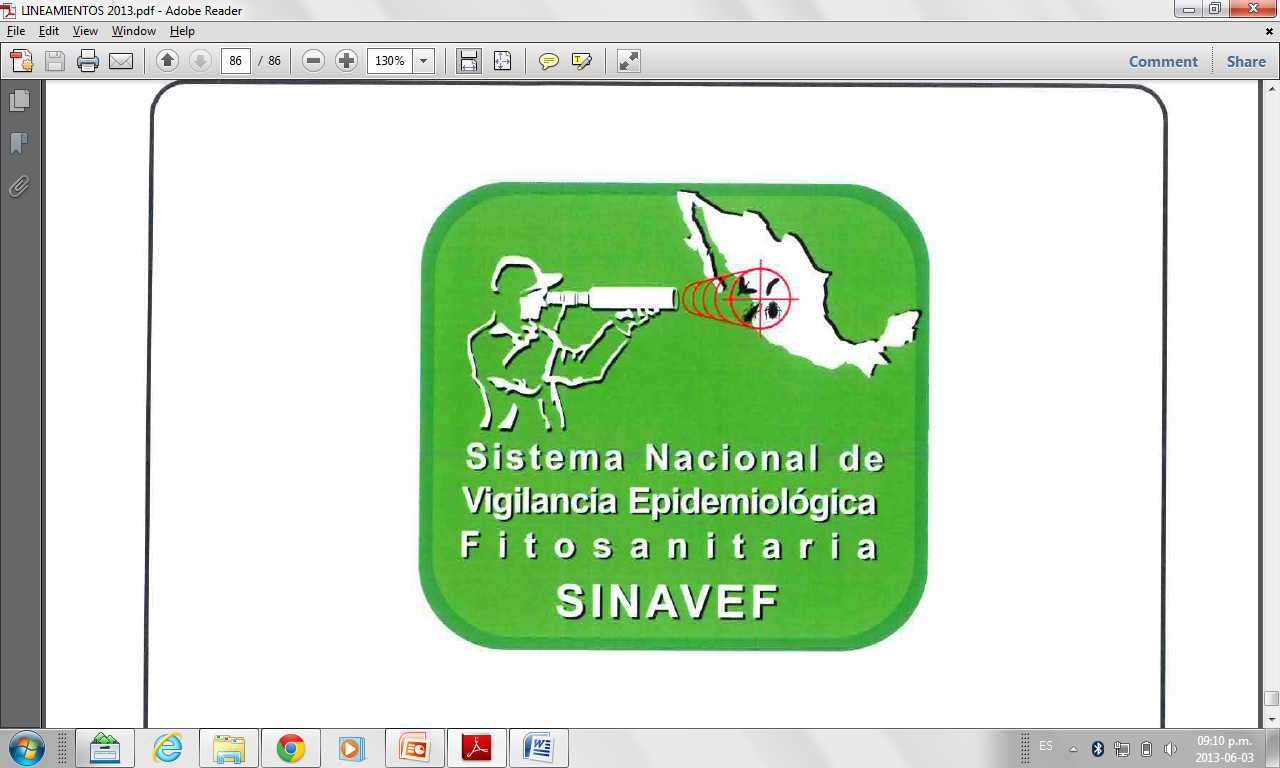 LINEAMIENTOS 2013.pdf - Adobe Reader
File Edit View Window Help
86 / 86 130% Comment Share
Sistema Nacional de
Vigilancia Epidemiológica
Fitosanitaria
SINAVEF
ES 09:10 p.m.
2013-06-03